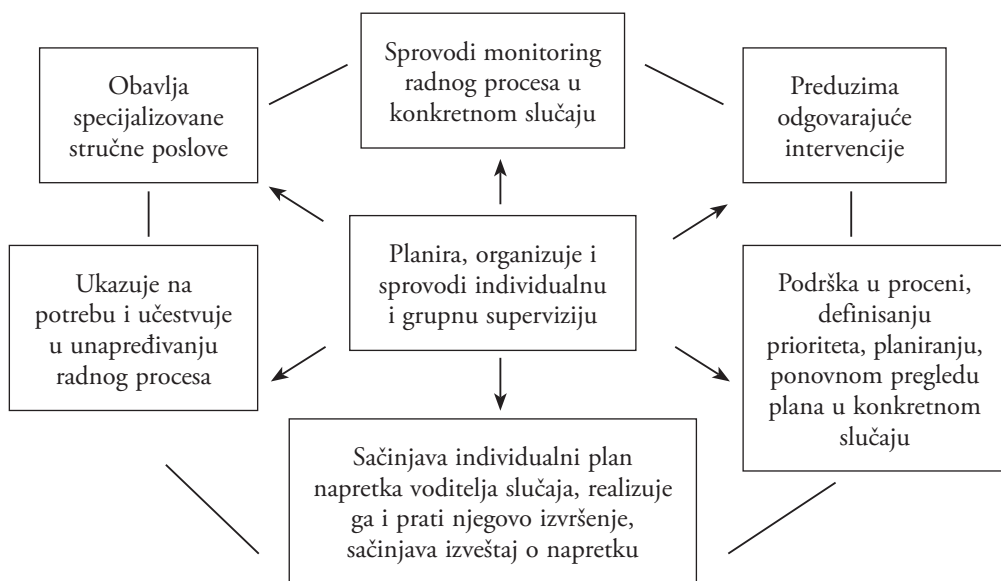 Obavlja
specijalizovane
stručne poslove
Sprovodi monitoring
radnog procesa u
konkretnom slučaju
Preduzima
odgovarajuće
intervencije
Ukazuje na
potrebu i učestvuje
u unapređivanju
radnog procesa
Planira, organizuje i
sprovodi individualnu
i grupnu superviziju
Podrška u proceni,
definisanju
prioriteta, planiranju,
ponovnom pregledu
plana u konkretnom
slučaju
Sačinjava individualni plan
napretka voditelja slučaja, realizuje
ga i prati njegovo izvršenje,
sačinjava izveštaj o napretku